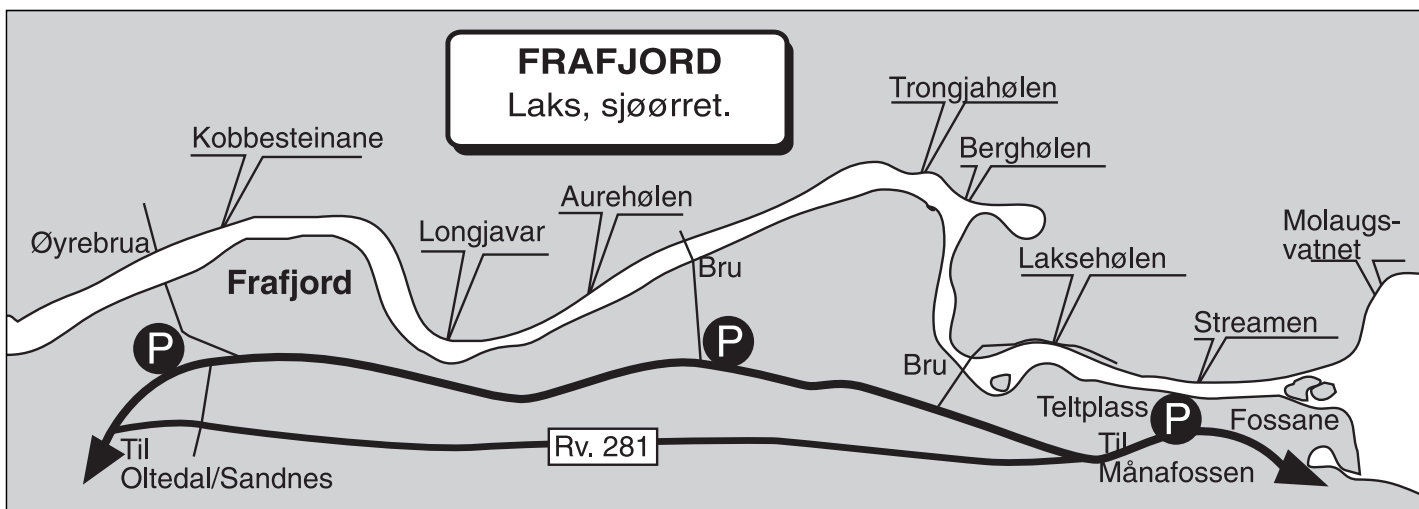 FRAFJORD
Laks, sjøørret.
Trongjahølen
Kobbesteinane
Berghølen
Aurehølen
Øyrebrua
Longjavar
Molaugs-
vatnet
Bru
Laksehølen
Frafjord
Streamen
P
P
Bru
Teltplass
P
Fossane
Til
Oltedal/Sandnes
Rv. 281
Til
Månafossen